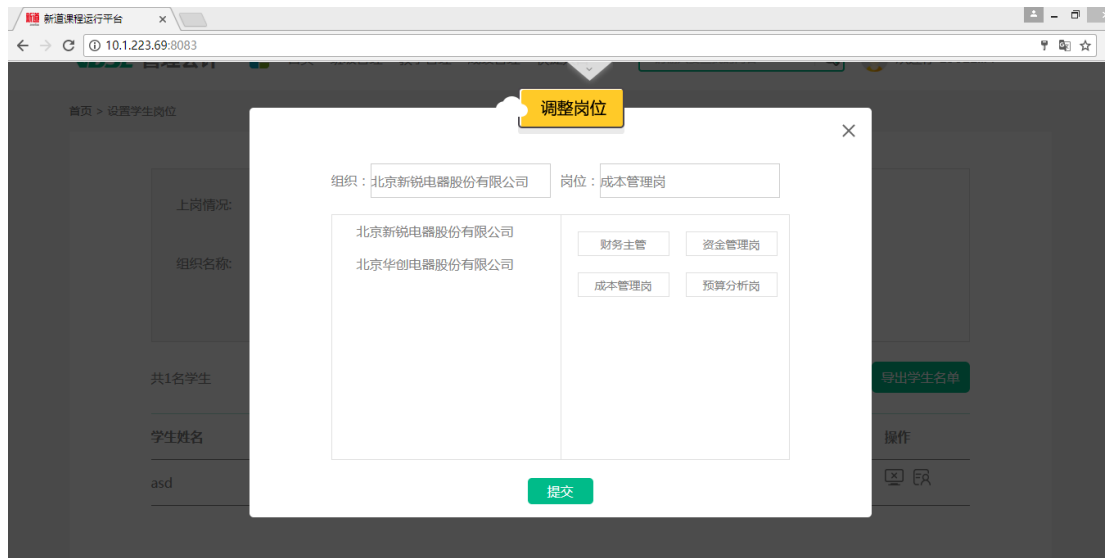 新道 新道课程运行平台
10.1.223.69:8083
首页 > 设置学生岗位
调整岗位
组织：北京新锐电器股份有限公司 岗位：成本管理岗
上岗情况:
北京新锐电器股份有限公司
财务主管 资金管理岗
组织名称:
北京华创电器股份有限公司
成本管理岗 预算分析岗
共1名学生
导出学生名单
学生姓名
操作
asd
提交